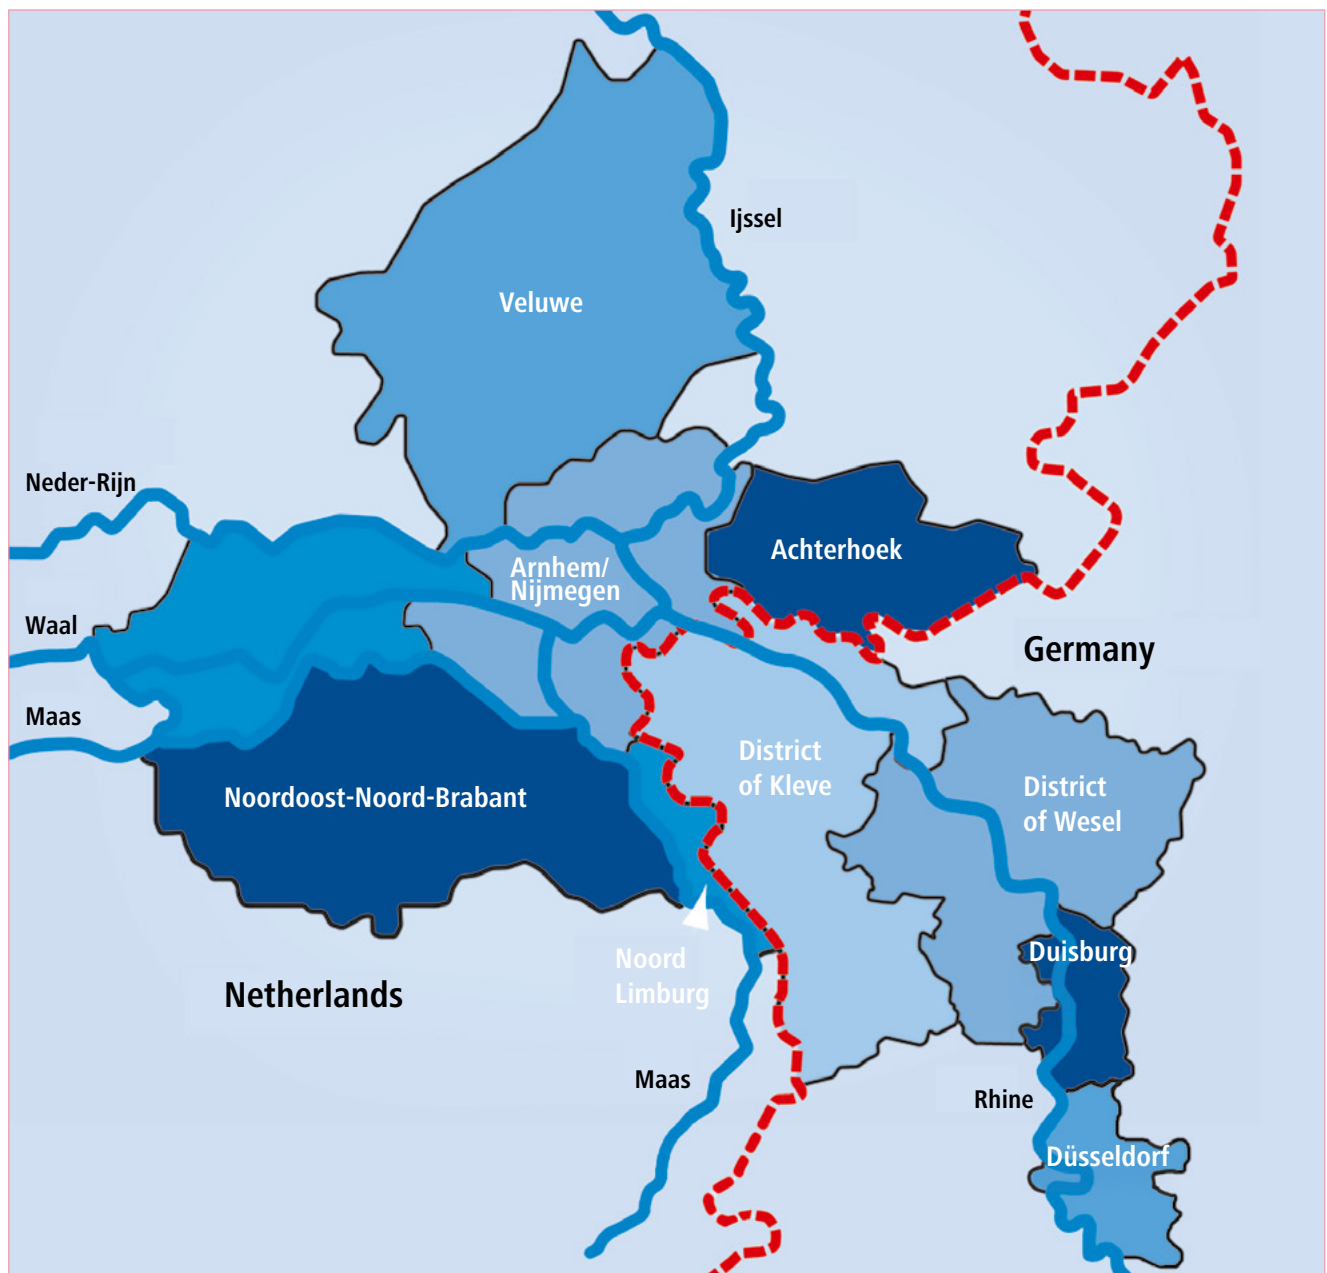 Ijssel
Veluwe
Neder-Rijn
Achterhoek
Arnhem/
Nijmegen
Waal
Germany
Maas
District
of Kleve
Noordoost-Noord-Brabant
District
of Wesel
Duisburg
Noord
Limburg
Netherlands
Maas
Rhine
Düsseldorf